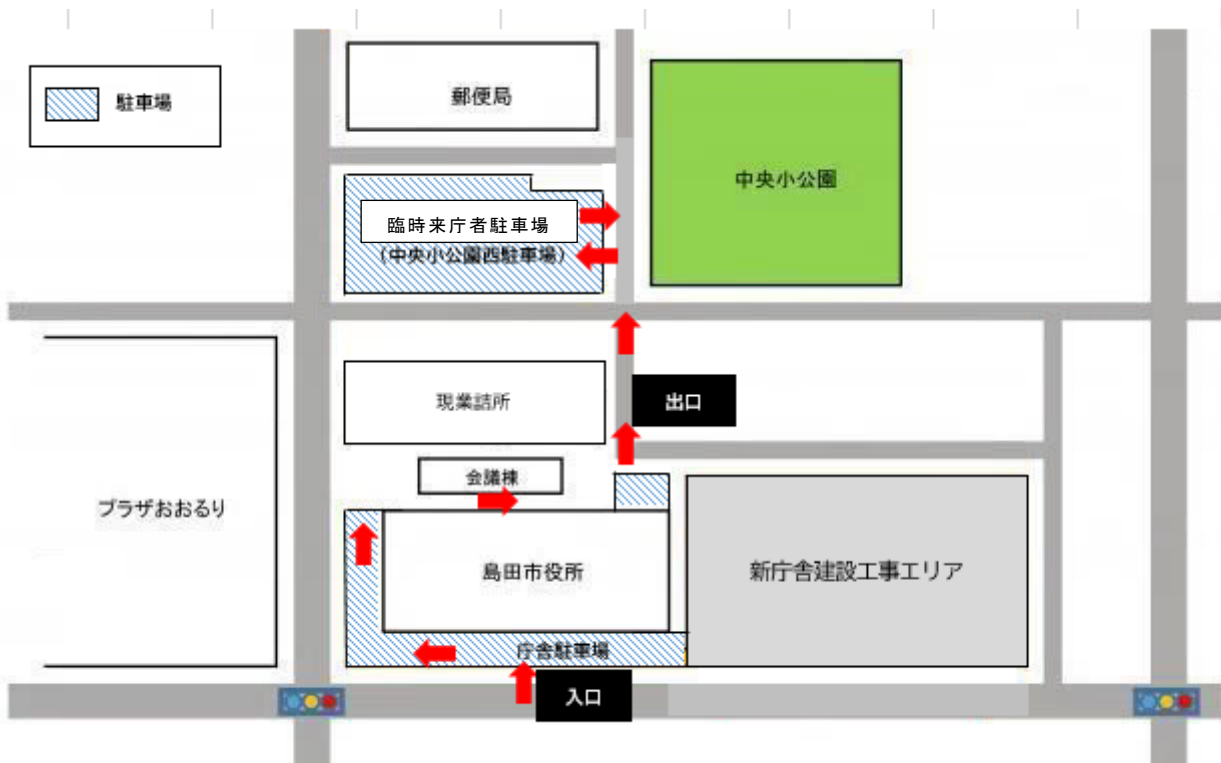 駐車場
郵便局
中央小公園
臨時来庁者駐車場
（中央小公園西駐車場）
現業詰所
出口
会議棟
プラザおおるり
島田市役所
新庁舎建設工事エリア
庁舎駐車場
入口